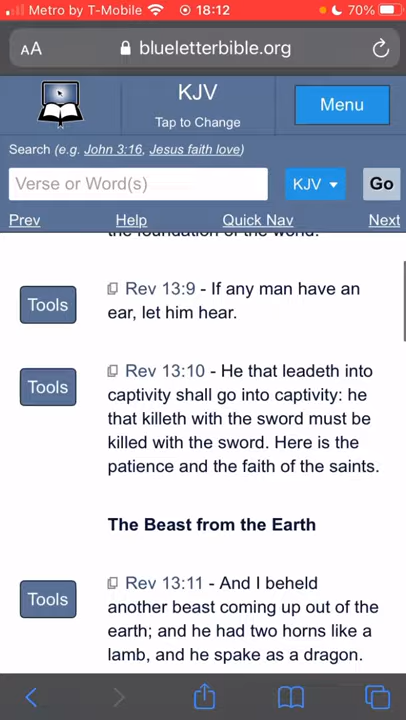 Metro by T-Mobile 18:12 70%
AA blueletterbible.org
KJV
Tap to Change
Menu
Search (e.g. John 3:16, Jesus faith love)
Verse or Word(s) KJV Go
Prev Help Quick Nav Next
the foundation of the world.
Tools
Rev 13:9 - If any man have an
ear, let him hear.
Tools
Rev 13:10 - He that leadeth into
captivity shall go into captivity: he
that killeth with the sword must be
killed with the sword. Here is the
patience and the faith of the saints.
The Beast from the Earth
Tools
Rev 13:11 - And I beheld
another beast coming up out of the
earth; and he had two horns like a
lamb, and he spake as a dragon.